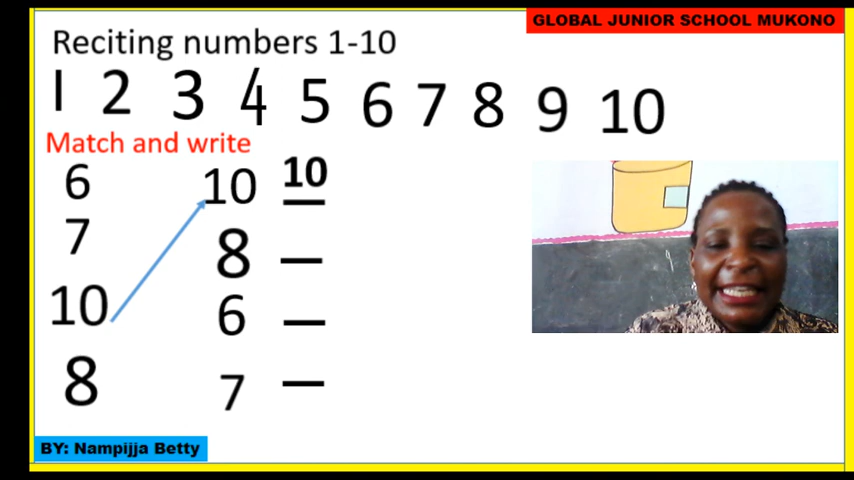 GLOBAL JUNIOR SCHOOL MUKONO
Reciting numbers 1-10
1 2 3 4 5 6 7 8 9 10
Match and write
6 10 10
7 8 _
10 6 _
8 7 _
BY: Nampijja Betty